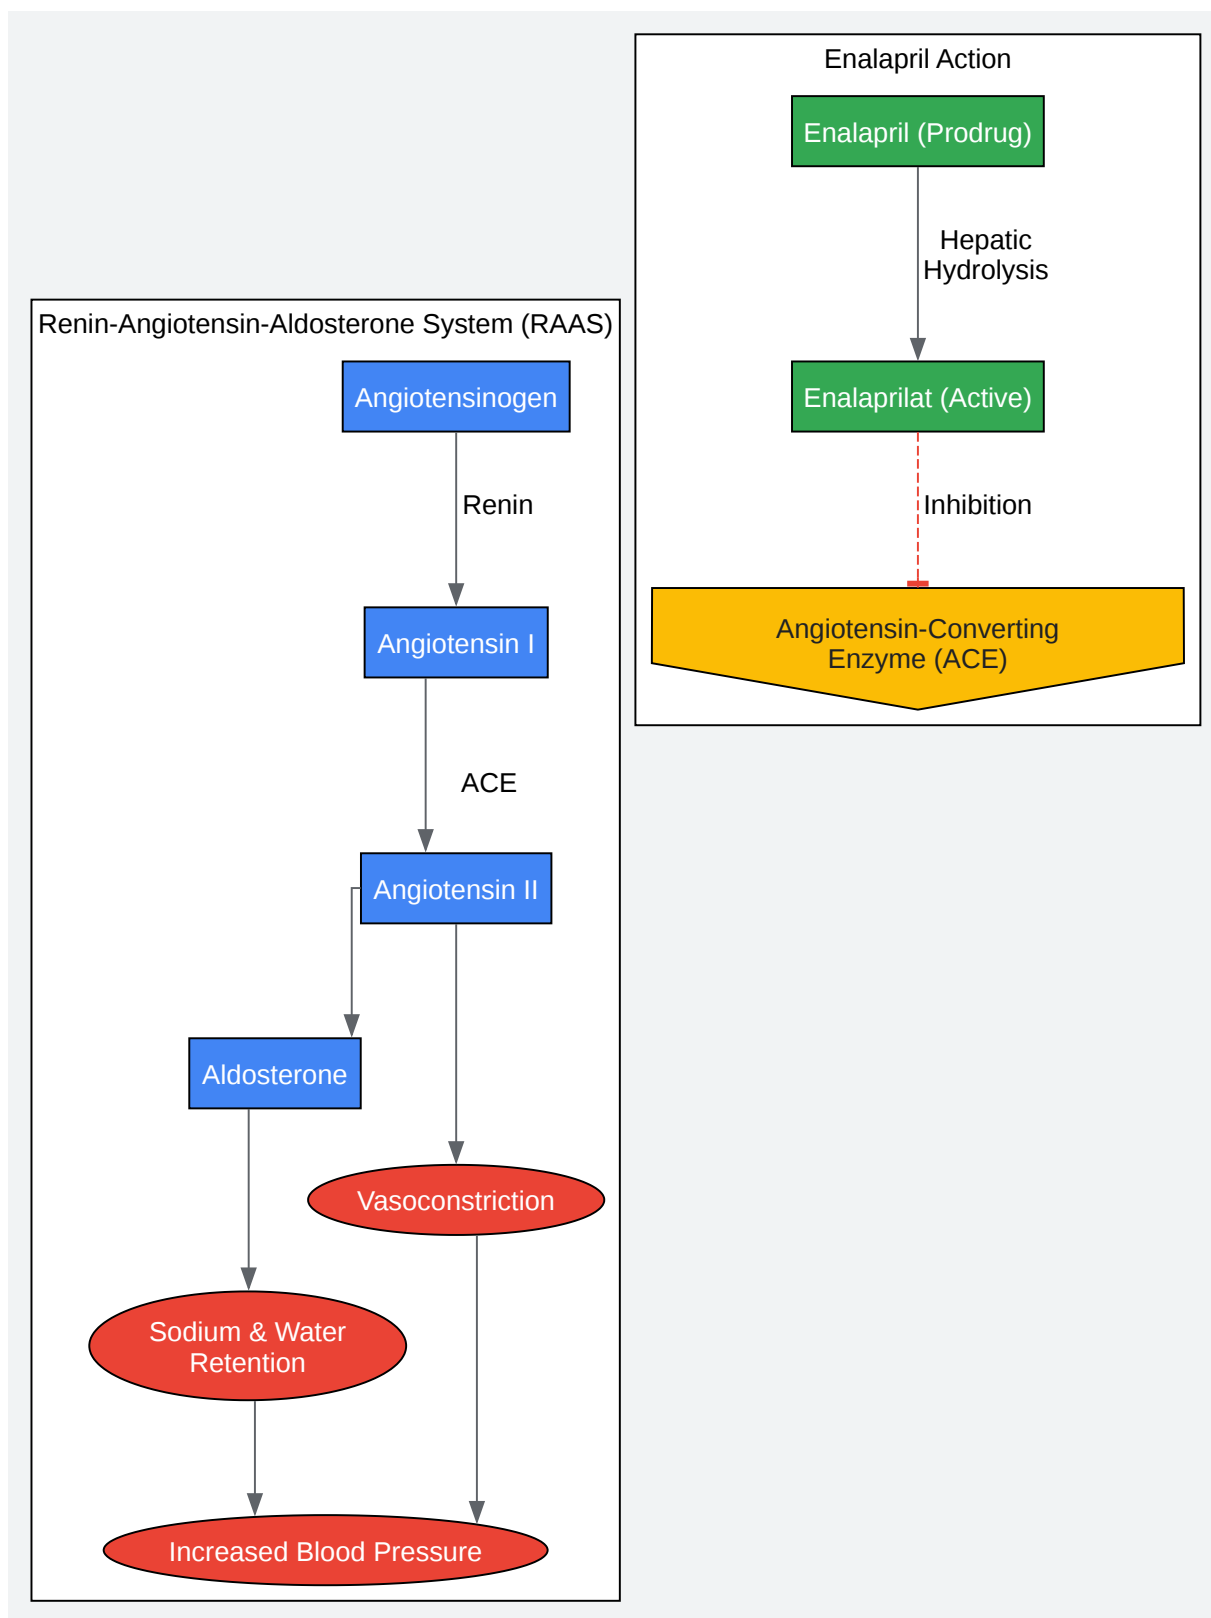 Enalapril Action
Enalapril (Prodrug)
Hepatic
Hydrolysis
Enalaprilat (Active)
Inhibition
Angiotensin-Converting
Enzyme (ACE)
Renin-Angiotensin-Aldosterone System (RAAS)
Angiotensinogen
Renin
Angiotensin I
ACE
Angiotensin II
Aldosterone
Vasoconstriction
Sodium & Water
Retention
Increased Blood Pressure